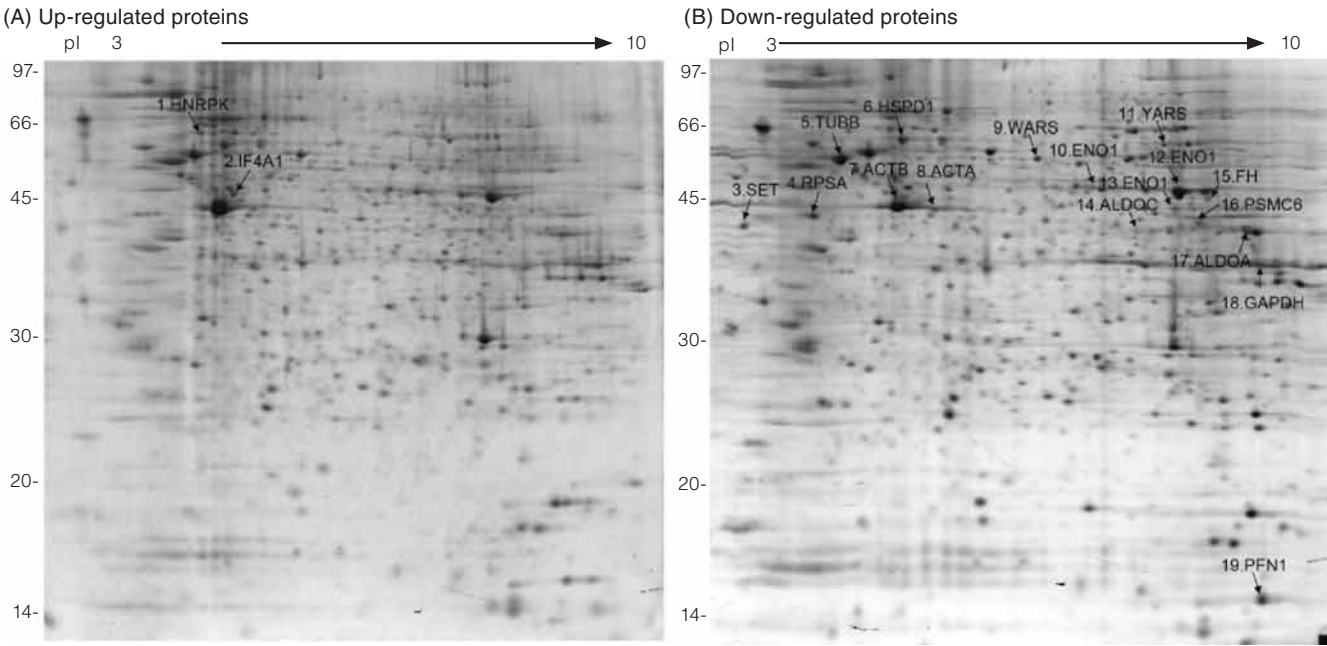 (A) Up-regulated proteins
pI 3 10
97-
66-
45-
30-
20-
14-
1.HNRPK
2.IF4A1
(B) Down-regulated proteins
pI 3 10
97-
66-
45-
30-
20-
14-
3.SET
4.RPSA
5.TUBB
6.HSPD1
7.ACTB
8.ACTA
9.WARS
10.ENO1
11.YARS
12.ENO1
13.ENO1
14.ALDOC
15.FH
16.PSMC6
17.ALDOA
18.GAPDH
19.PFN1